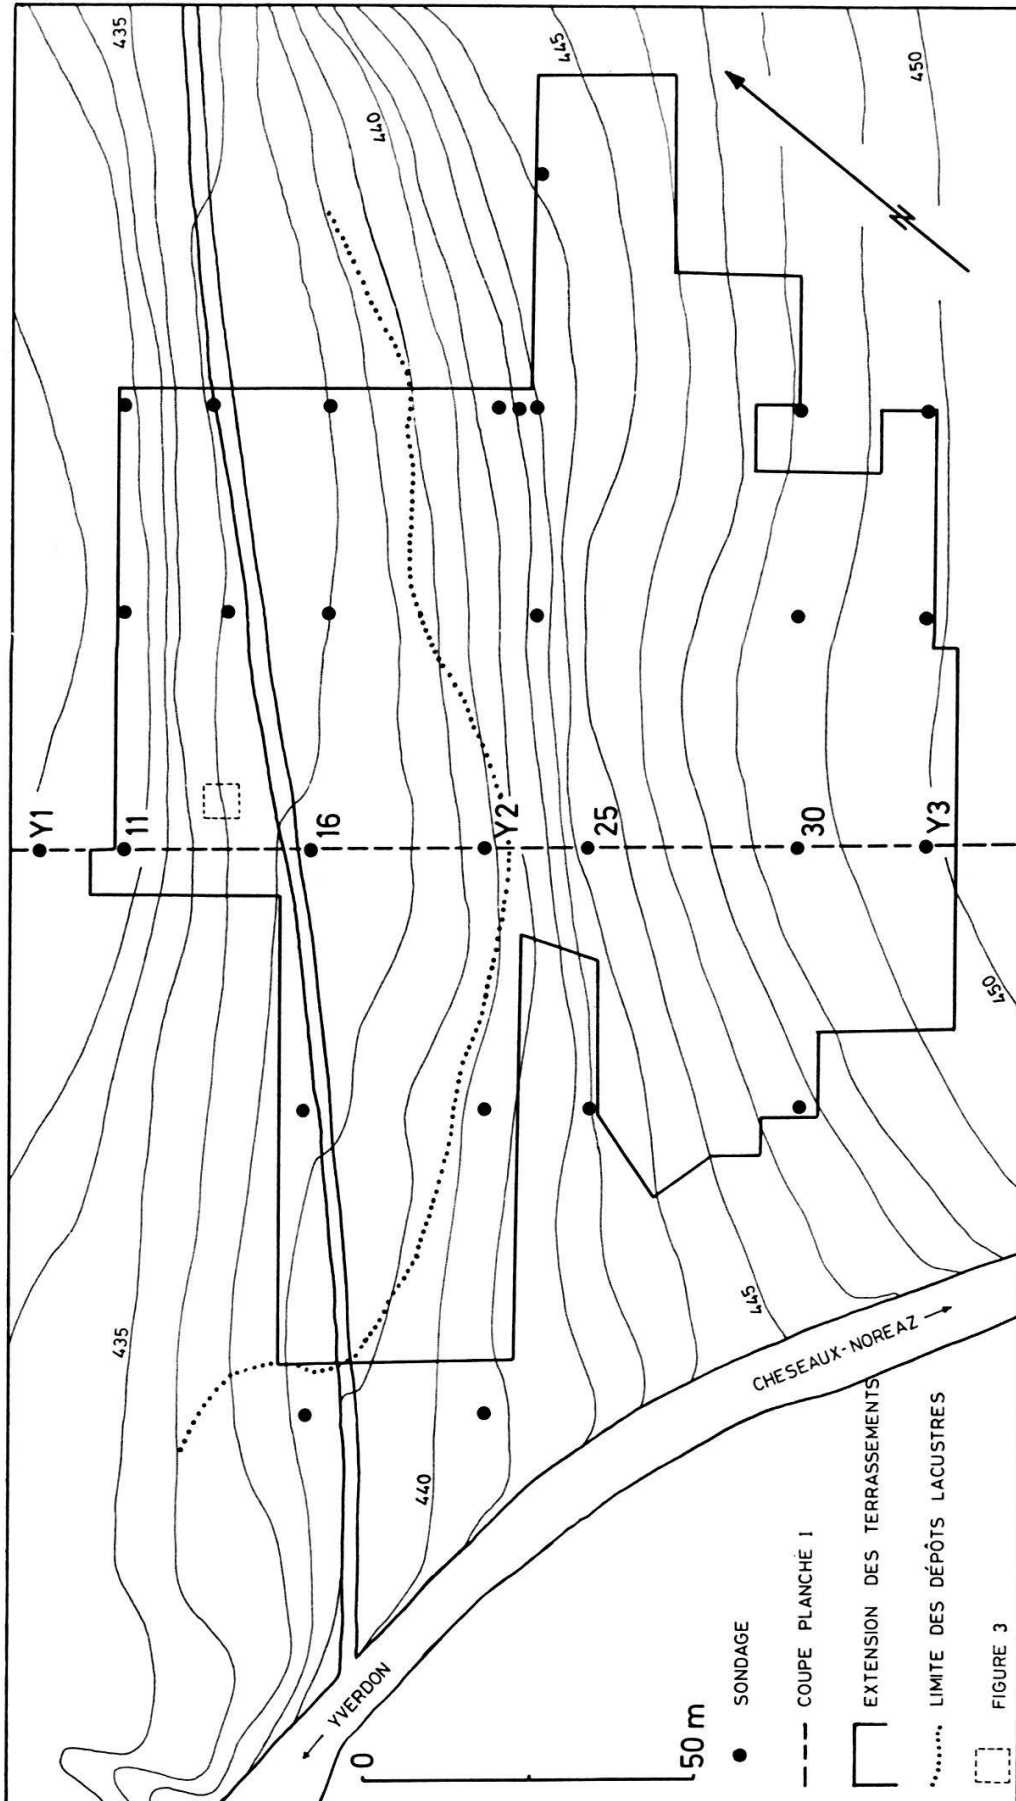 435
445
440
450
N
Y1
11
16
Y2
25
30
Y3
450
435
440
445
CHESEAUX-NOREAZ
YVERDON
0
50 m
SONDAGE
COUPE PLANCHE I
EXTENSION DES TERRASSEMENTS
LIMITE DES DÉPÔTS LACUSTRES
FIGURE 3